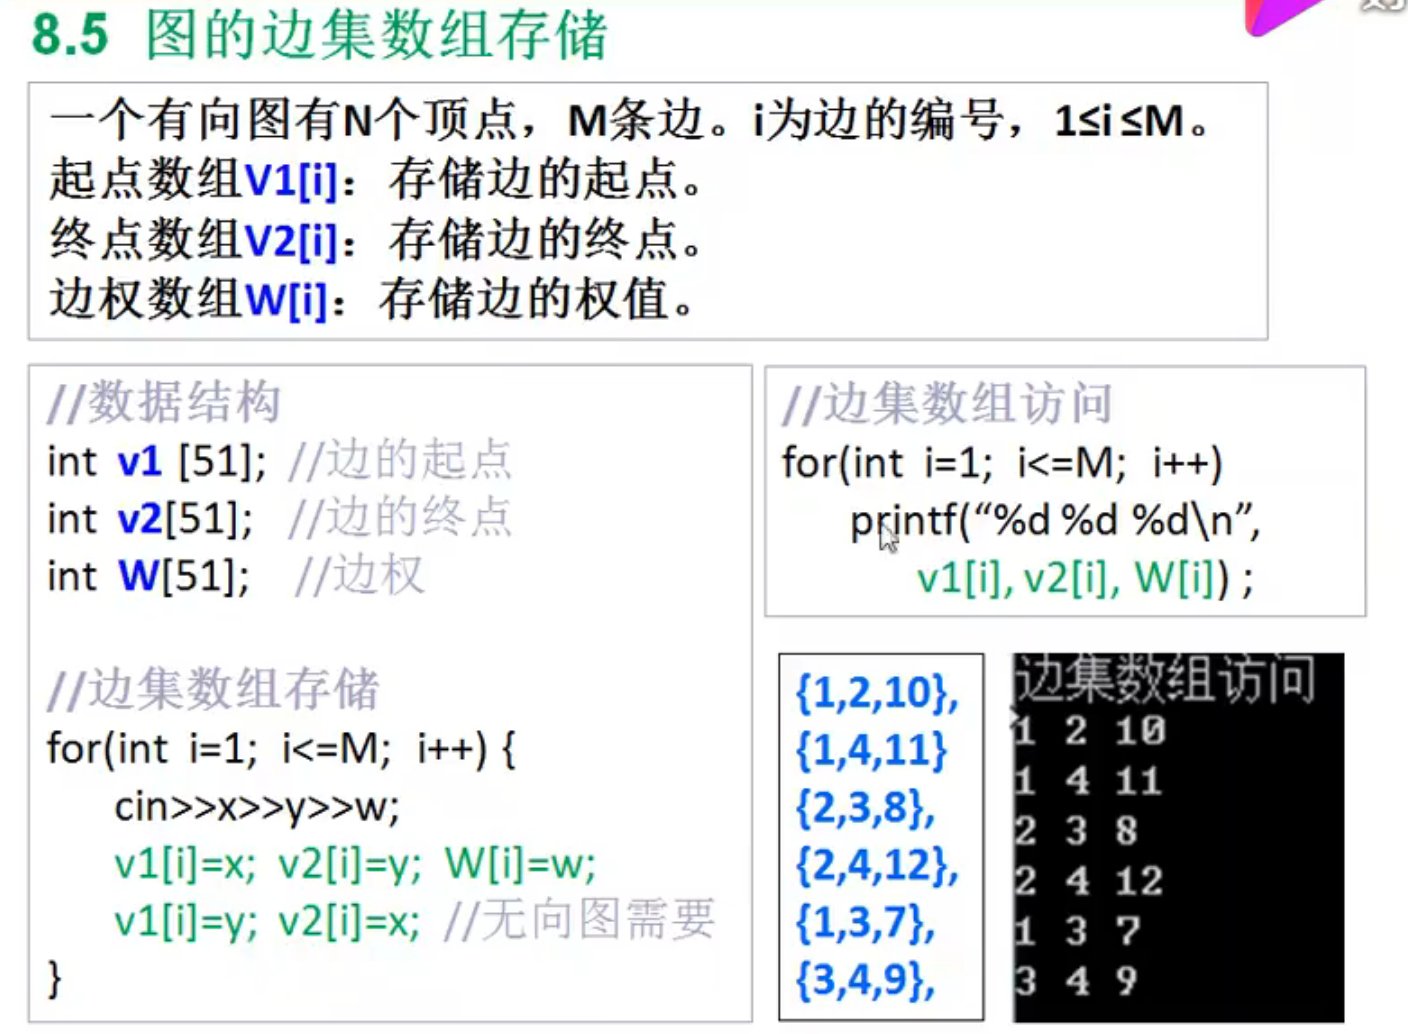 8.5 图的边集数组存储
一个有向图有N个顶点，M条边。i为边的编号，1≤i≤M。
起点数组V1[i]：存储边的起点。
终点数组V2[i]：存储边的终点。
边权数组W[i]：存储边的权值。
//数据结构
int v1 [51]; //边的起点
int v2[51]; //边的终点
int W[51]; //边权
//边集数组存储
for(int i=1; i<=M; i++) {
cin>>x>>y>>w;
v1[i]=x; v2[i]=y; W[i]=w;
v1[i]=y; v2[i]=x; //无向图需要
}
//边集数组访问
for(int i=1; i<=M; i++)
printf(“%d %d %d\n”,
v1[i], v2[i], W[i]) ;
{1,2,10},
{1,4,11}
{2,3,8},
{2,4,12},
{1,3,7},
{3,4,9},
边集数组访问
1 2 10
1 4 11
2 3 8
2 4 12
1 3 7
3 4 9